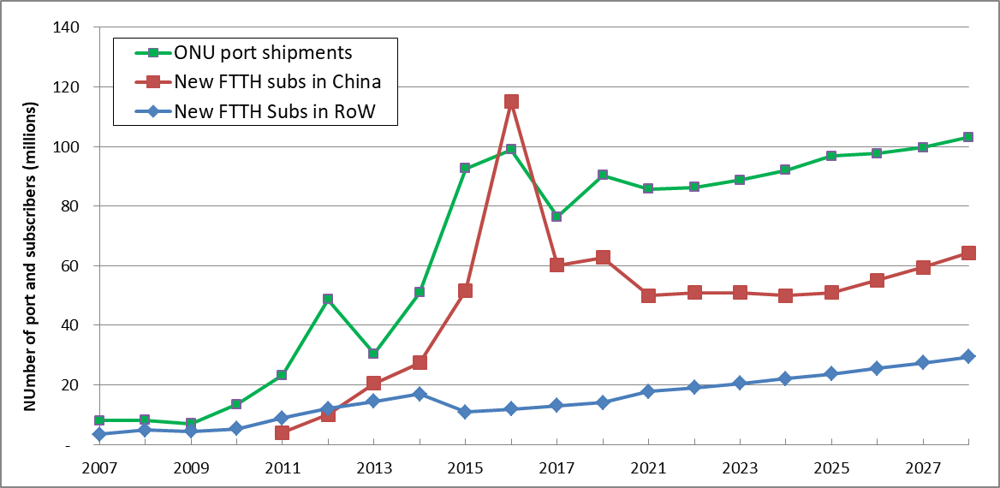 140
120
100
80
60
40
20
-
NUmber of port and subscribers (millions)
ONU port shipments
New FTTH subs in China
New FTTH Subs in RoW
2007 2009 2011 2013 2015 2017 2021 2023 2025 2027